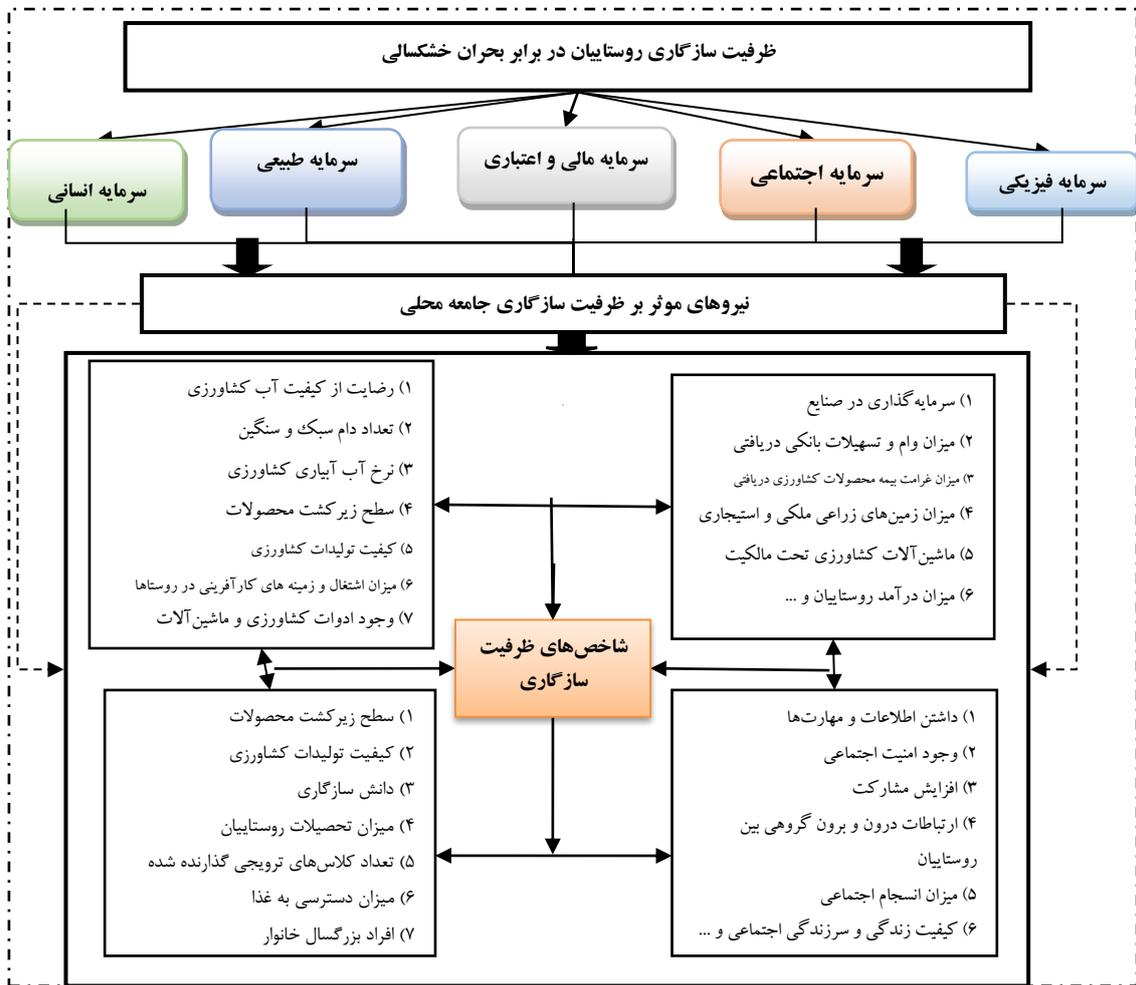 ظرفیت سازگاری روستاییان در برابر بحران خشکسالی
سرمایه فیزیکی
سرمایه اجتماعی
سرمایه مالی و اعتباری
سرمایه طبیعی
سرمایه انسانی
نیروهای موثر بر ظرفیت سازگاری جامعه محلی
۱) سرمایه‌گذاری در صنایع
۲) میزان وام و تسهیلات بانکی دریافتی
۳) میزان غرامت بیمه محصولات کشاورزی دریافتی
۴) میزان زمین‌های زراعی ملکی و استیجاری
۵) ماشین‌آلات کشاورزی تحت مالکیت
۶) میزان درآمد روستاییان و ...
۱) رضایت از کیفیت آب کشاورزی
۲) تعداد دام سبک و سنگین
۳) نرخ آب آبیاری کشاورزی
۴) سطح زیرکشت محصولات
۵) کیفیت تولیدات کشاورزی
۶) میزان اشتغال و زمینه های کارآفرینی در روستاها
۷) وجود ادوات کشاورزی و ماشین‌آلات
شاخص‌های ظرفیت
سازگاری
۱) داشتن اطلاعات و مهارت‌ها
۲) وجود امنیت اجتماعی
۳) افزایش مشارکت
۴) ارتباطات درون و برون گروهی بین
روستاییان
۵) میزان انسجام اجتماعی
۶) کیفیت زندگی و سرزندگی اجتماعی و ...
۱) سطح زیرکشت محصولات
۲) کیفیت تولیدات کشاورزی
۳) دانش سازگاری
۴) میزان تحصیلات روستاییان
۵) تعداد کلاس‌های ترویجی گذارنده شده
۶) میزان دسترسی به غذا
۷) افراد بزرگسال خانوار